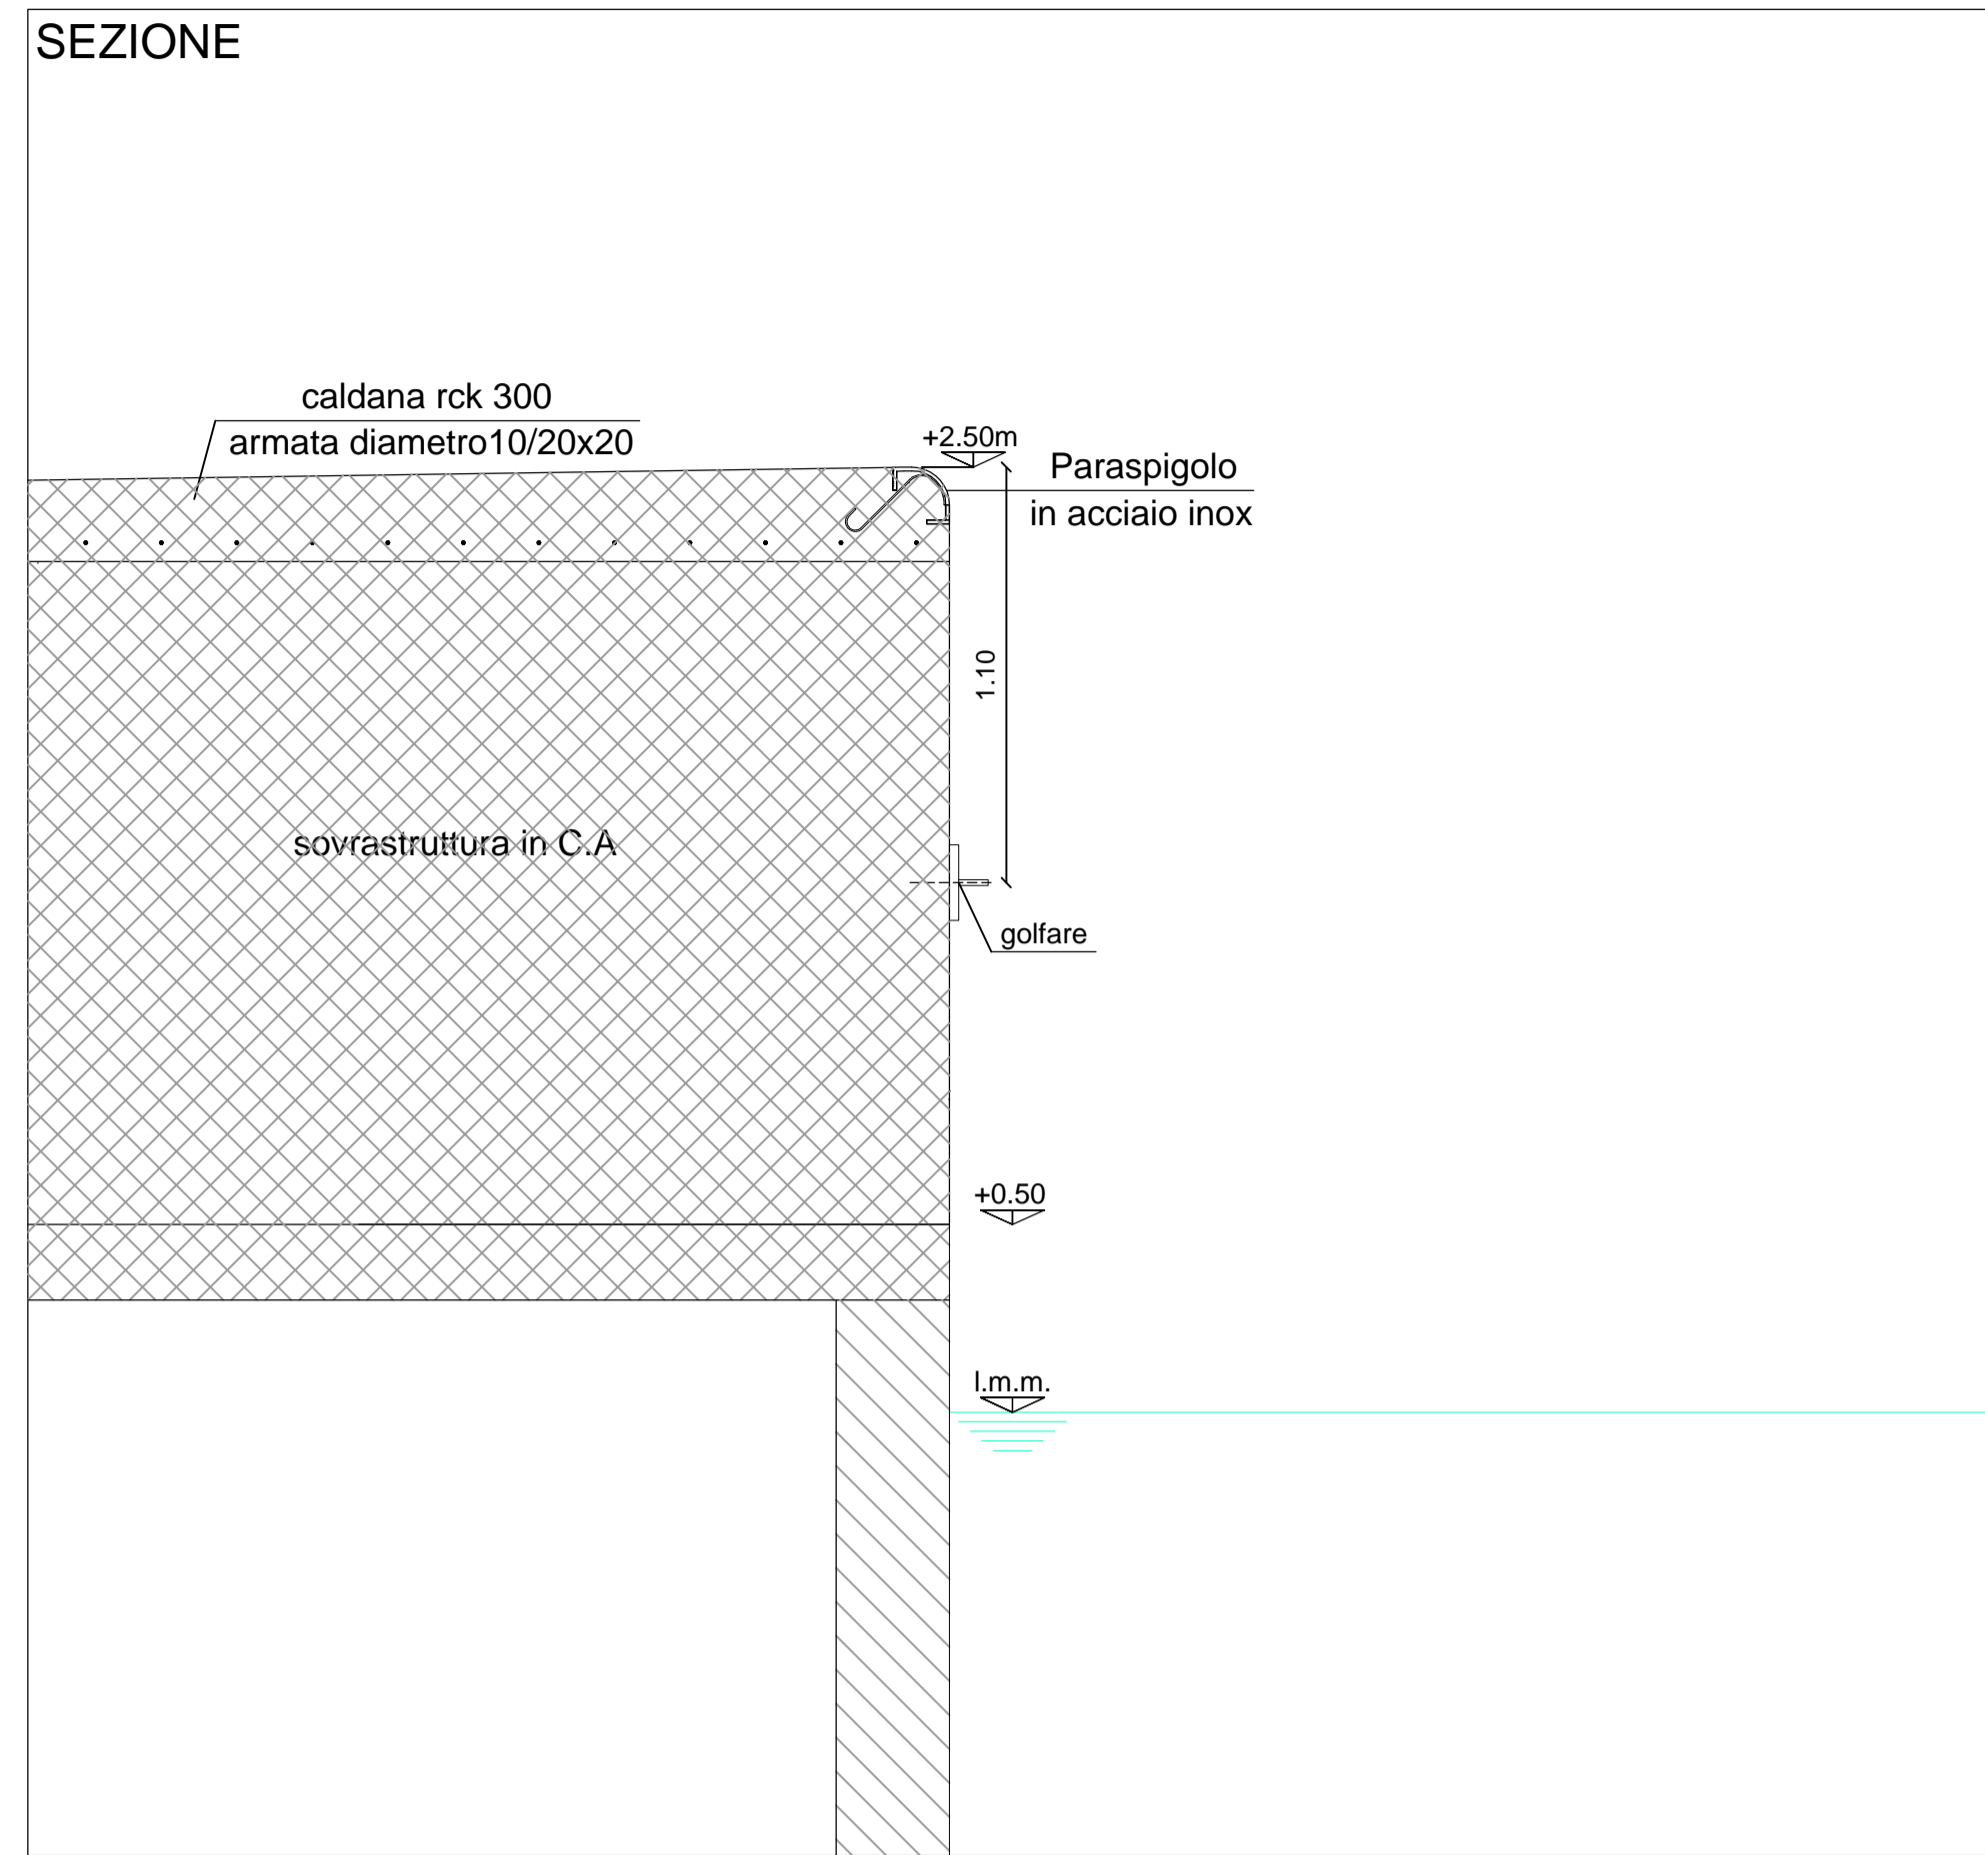 SEZIONE
caldana rck 300
armata diametro10/20x20
+2.50m
Paraspigolo
in acciaio inox
1.10
sovrastruttura in C.A
golfare
+0.50
l.m.m.